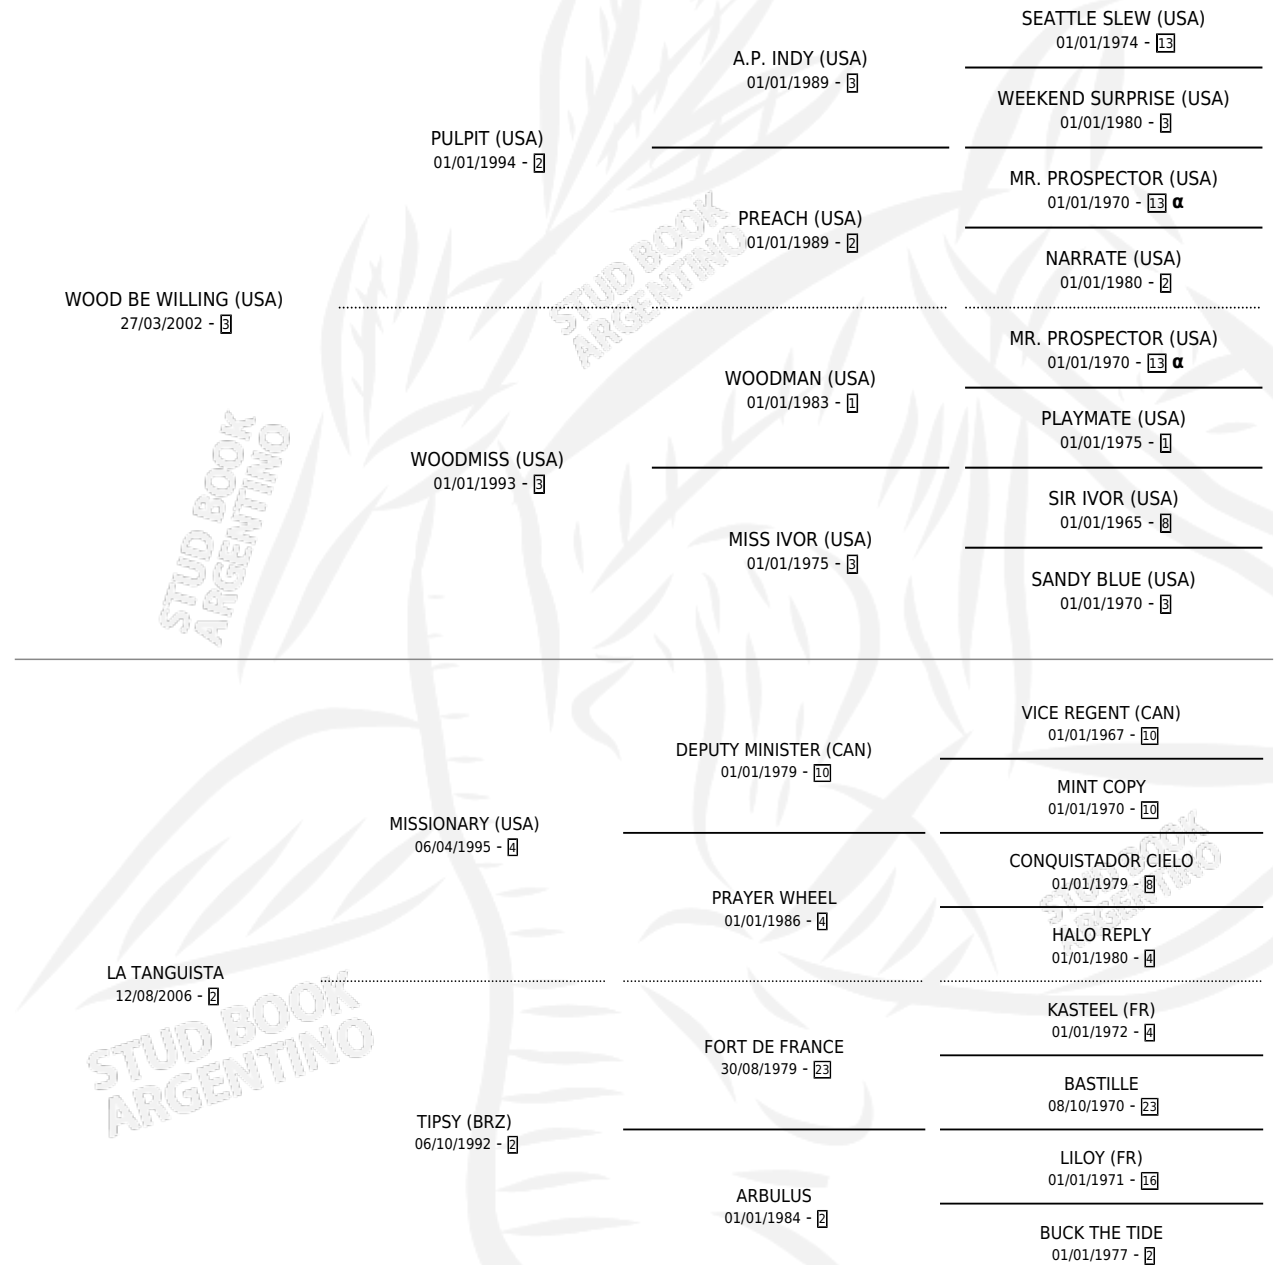 SEATTLE SLEW (USA)
01/01/1974 - 13
A.P. INDY (USA)
01/01/1989 - 3
WEEKEND SURPRISE (USA)
01/01/1980 - 3
PULPIT (USA)
01/01/1994 - 2
MR. PROSPECTOR (USA)
01/01/1970 - 13 α
PREACH (USA)
01/01/1989 - 2
NARRATE (USA)
01/01/1980 - 2
STUD BOOK
ARGENTINO
WOOD BE WILLING (USA)
27/03/2002 - 3
MR. PROSPECTOR (USA)
01/01/1970 - 13 α
WOODMAN (USA)
01/01/1983 - 1
PLAYMATE (USA)
01/01/1975 - 1
WOODMISS (USA)
01/01/1993 - 3
SIR IVOR (USA)
01/01/1965 - 8
MISS IVOR (USA)
01/01/1975 - 3
SANDY BLUE (USA)
01/01/1970 - 3
STUD BOOK
ARGENTINO
VICE REGENT (CAN)
01/01/1967 - 10
DEPUTY MINISTER (CAN)
01/01/1979 - 10
MINT COPY
01/01/1970 - 10
MISSIONARY (USA)
06/04/1995 - 4
CONQUISTADOR CIELO
01/01/1979 - 8
PRAYER WHEEL
01/01/1986 - 4
HALO REPLY
01/01/1980 - 4
STUD BOOK
ARGENTINO
LA TANGUISTA
12/08/2006 - 2
KASTEEL (FR)
01/01/1972 - 4
FORT DE FRANCE
30/08/1979 - 23
BASTILLE
08/10/1970 - 23
STUD BOOK
ARGENTINO
TIPSY (BRZ)
06/10/1992 - 2
LILOY (FR)
01/01/1971 - 16
ARBULUS
01/01/1984 - 2
BUCK THE TIDE
01/01/1977 - 2